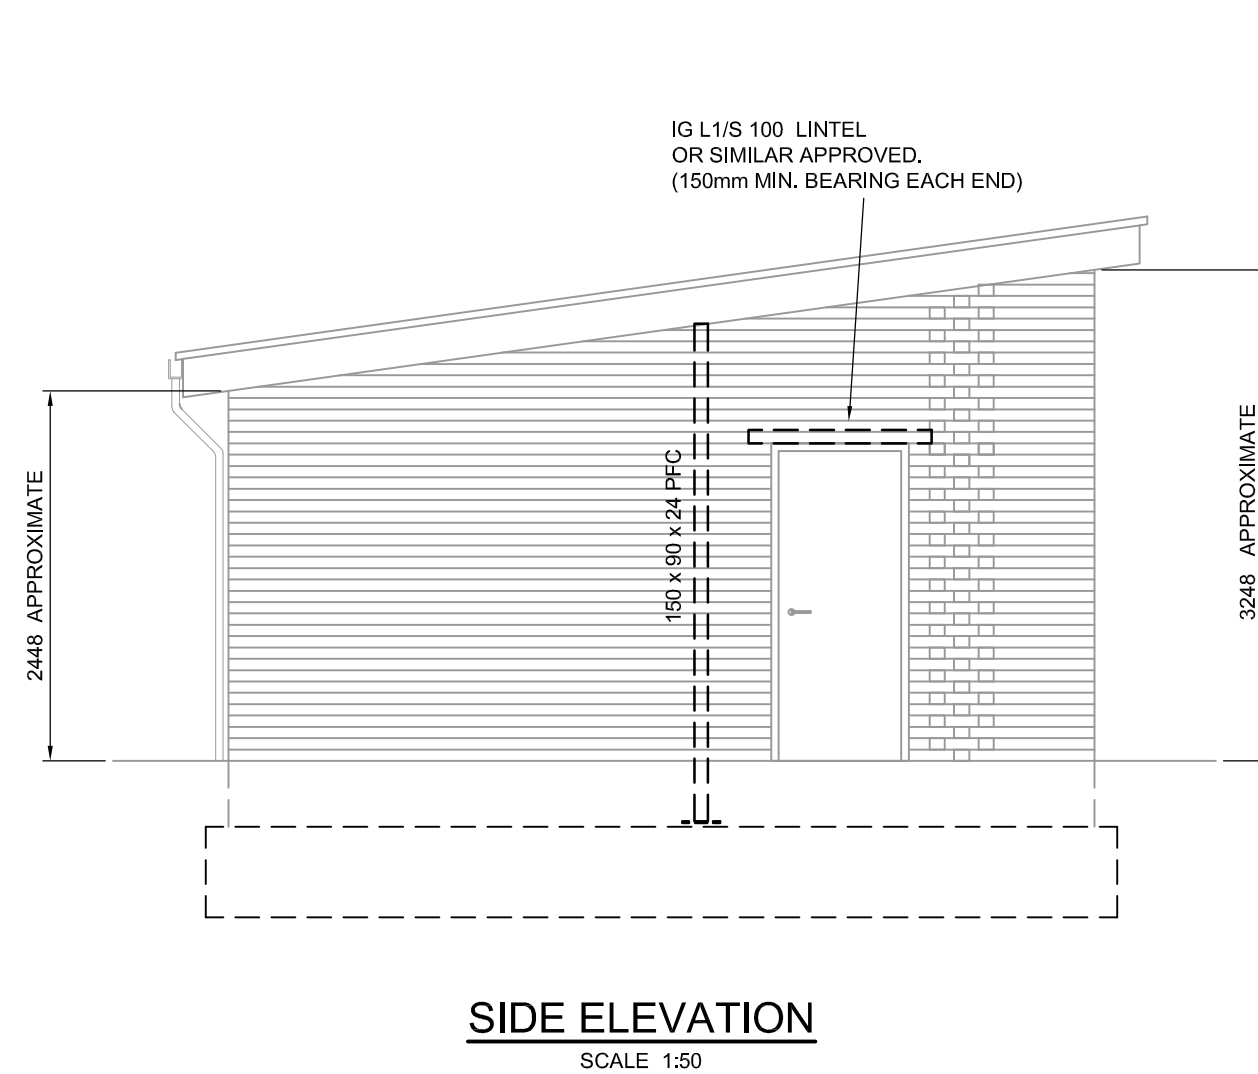 IG L1/S 100 LINTEL
OR SIMILAR APPROVED.
(150mm MIN. BEARING EACH END)
2448 APPROXIMATE
150 x 90 x 24 PFC
3248 APPROXIMATE
SIDE ELEVATION
SCALE 1:50